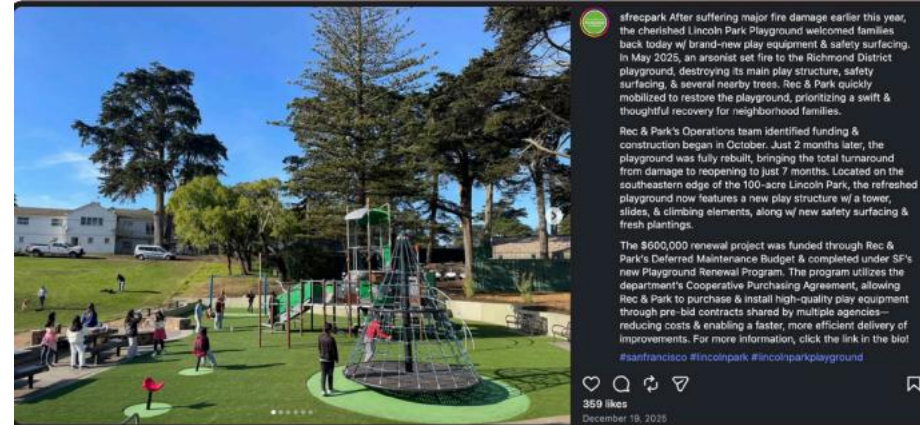 sfrecpark After suffering major fire damage earlier this year,
the cherished Lincoln Park Playground welcomed families
back today w/ brand-new play equipment & safety surfacing.
In May 2025, an arsonist set fire to the Richmond District
playground, destroying its main play structure, safety
surfacing, & several nearby trees. Rec & Park quickly
mobilized to restore the playground, prioritizing a swift &
thoughtful recovery for neighborhood families.
Rec & Park's Operations team identified funding &
construction began in October. Just 2 months later, the
playground was fully rebuilt, bringing the total turnaround
from damage to reopening to just 7 months. Located on the
southeastern edge of the 100-acre Lincoln Park, the refreshed
playground now features a new play structure w/ a tower,
slides, & climbing elements, along w/ new safety surfacing &
fresh plantings.
The $600,000 renewal project was funded through Rec &
Park's Deferred Maintenance Budget & completed under SF's
new Playground Renewal Program. The program utilizes the
department's Cooperative Purchasing Agreement, allowing
Rec & Park to purchase & install high-quality play equipment
through pre-bid contracts shared by multiple agencies—
reducing costs & enabling a faster, more efficient delivery of
improvements. For more information, click the link in the bio!
#sanfrancisco #lincolnpark #lincolnparkplayground
359 likes
December 19, 2025